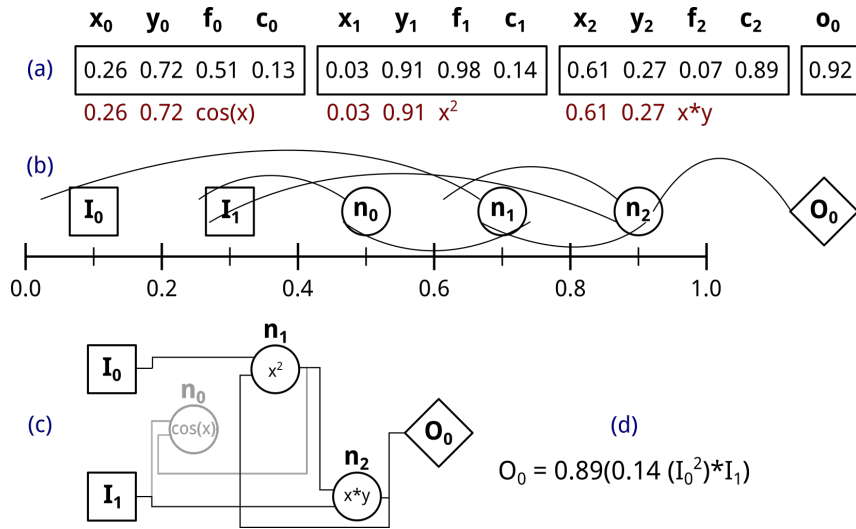 x₀ y₀ f₀ c₀ x₁ y₁ f₁ c₁ x₂ y₂ f₂ c₂ o₀
(a) 0.26 0.72 0.51 0.13 0.03 0.91 0.98 0.14 0.61 0.27 0.07 0.89 0.92
0.26 0.72 cos(x) 0.03 0.91 x² 0.61 0.27 x*y
(b)
I₀ I₁ n₀ n₁ n₂ O₀
0.0 0.2 0.4 0.6 0.8 1.0
n₁
I₀ x²
n₀
(c) cos(x) O₀ (d)
n₂
O₀ = 0.89(0.14 (I₀²)*I₁)
I₁ x*y